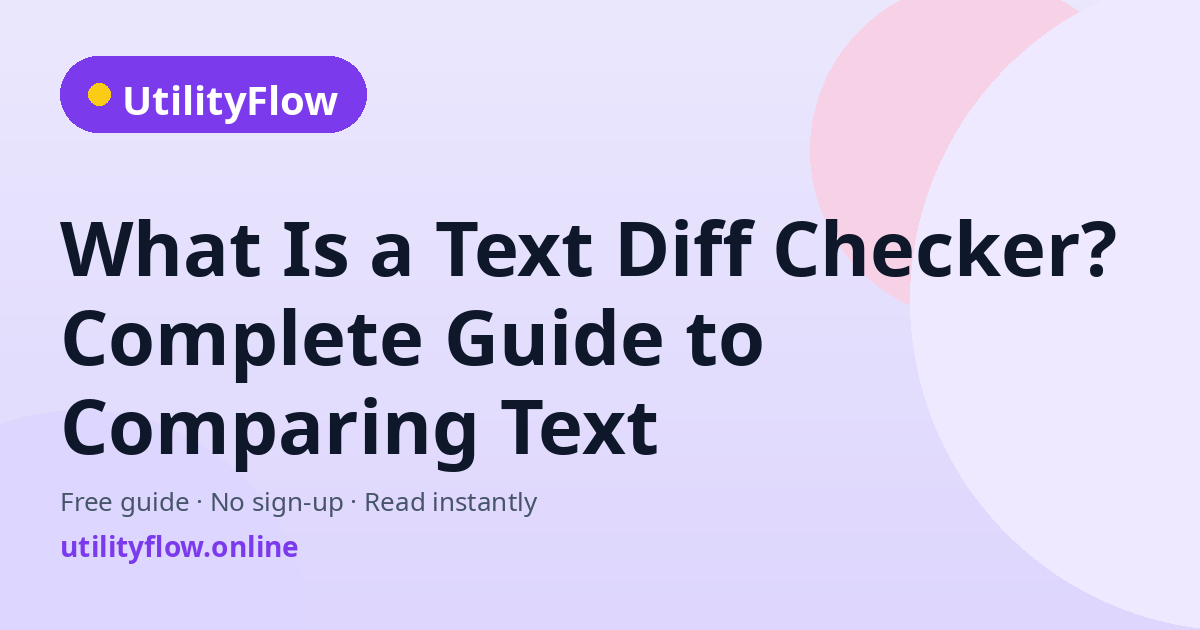 UtilityFlow
What Is a Text Diff Checker?
Complete Guide to
Comparing Text
Free guide · No sign-up · Read instantly
utilityflow.online